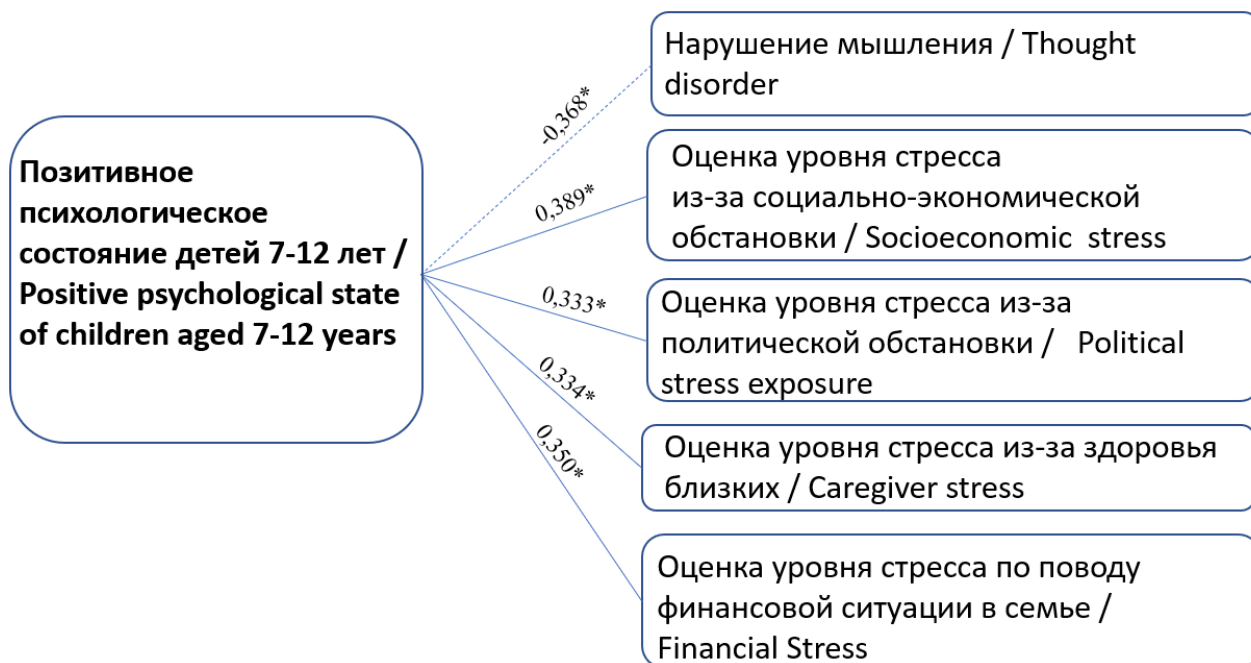 Позитивное
психологическое
состояние детей 7-12 лет /
Positive psychological state
of children aged 7-12 years
-0,368*
0,389*
0,333*
0,334*
0,350*
Нарушение мышления / Thought
disorder
Оценка уровня стресса
из-за социально-экономической
обстановки / Socioeconomic stress
Оценка уровня стресса из-за
политической обстановки / Political
stress exposure
Оценка уровня стресса из-за здоровья
близких / Caregiver stress
Оценка уровня стресса по поводу
финансовой ситуации в семье /
Financial Stress